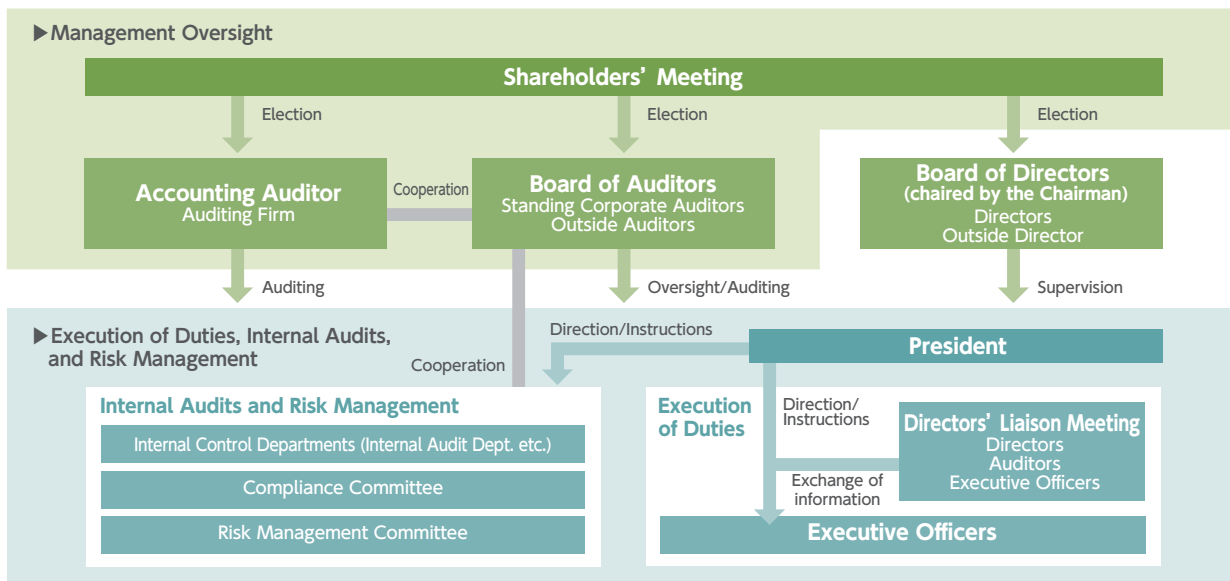 ▶Management Oversight
Shareholders’ Meeting
Election
Election
Election
Accounting Auditor
Auditing Firm
Cooperation
Board of Auditors
Standing Corporate Auditors
Outside Auditors
Board of Directors
(chaired by the Chairman)
Directors
Outside Director
Auditing
Oversight/Auditing
Supervision
▶Execution of Duties, Internal Audits,
and Risk Management
Direction/Instructions
President
Cooperation
Internal Audits and Risk Management
Internal Control Departments (Internal Audit Dept. etc.)
Compliance Committee
Risk Management Committee
Execution
of Duties
Direction/
Instructions
Directors’ Liaison Meeting
Directors
Auditors
Executive Officers
Exchange of
information
Executive Officers